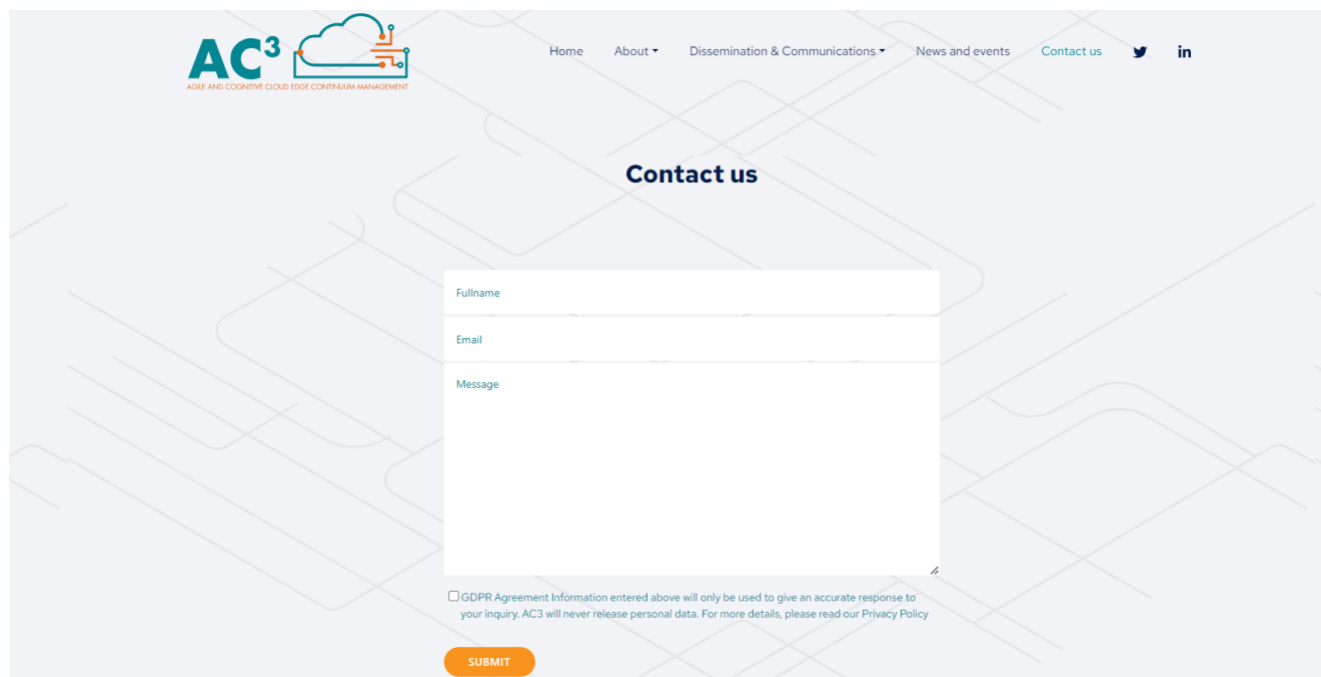 AC3
AGILE AND COGNITIVE CLOUD EDGE CONTINUUM MANAGEMENT
Home About Dissemination & Communications News and events Contact us in
Contact us
Fullname
Email
Message
GDPR Agreement Information entered above will only be used to give an accurate response to
your inquiry. AC3 will never release personal data. For more details, please read our Privacy Policy
SUBMIT